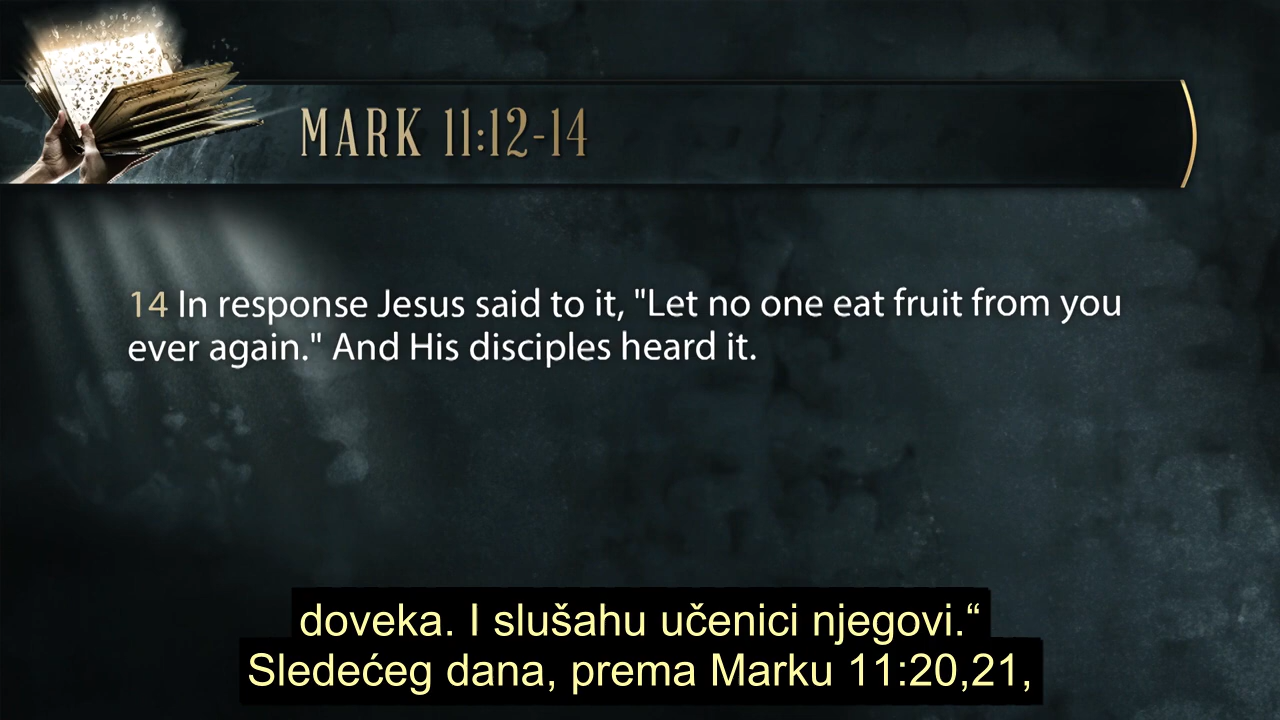 MARK 11:12-14
14 In response Jesus said to it, "Let no one eat fruit from you
ever again." And His disciples heard it.
doveka. I slušahu učenici njegovi.“
Sledećeg dana, prema Marku 11:20,21,